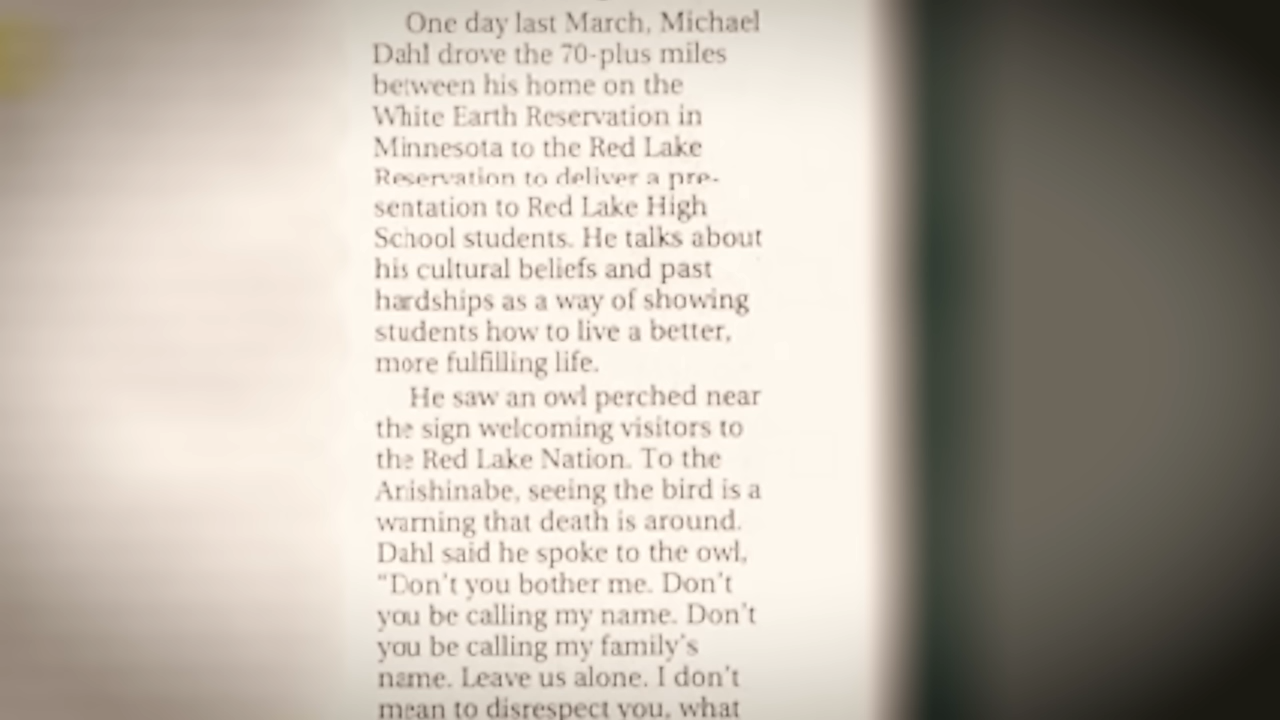 One day last March, Michael
Dahl drove the 70-plus miles
between his home on the
White Earth Reservation in
Minnesota to the Red Lake
Reservation to deliver a pre-
sentation to Red Lake High
School students. He talks about
his cultural beliefs and past
hardships as a way of showing
students how to live a better,
more fulfilling life.
He saw an owl perched near
the sign welcoming visitors to
the Red Lake Nation. To the
Anishinabe, seeing the bird is a
warning that death is around.
Dahl said he spoke to the owl,
"Don't you bother me. Don't
you be calling my name. Don't
you be calling my family's
name. Leave us alone. I don't
mean to disrespect you, what